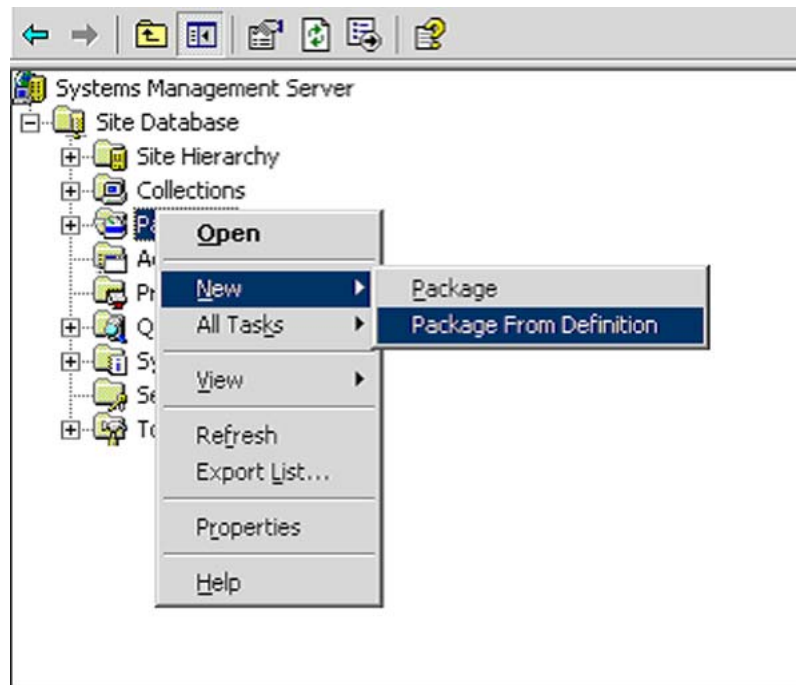 Systems Management Server
Site Database
Site Hierarchy
Collections
Open
New
All Tasks
View
Refresh
Export List...
Properties
Help
Package
Package From Definition